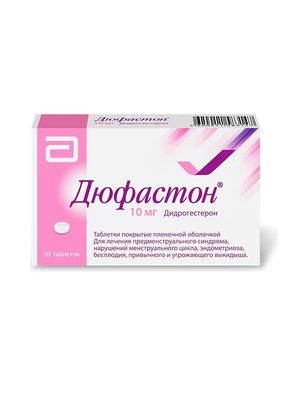 Дюфастон®
10 мг Дидрогестерон
Таблетки покрытые пленочной оболочкой
Для лечения предменструального синдрома,
нарушений менструального цикла, эндометриоза,
бесплодия, привычного и угрожающего выкидыша.
20 таблеток